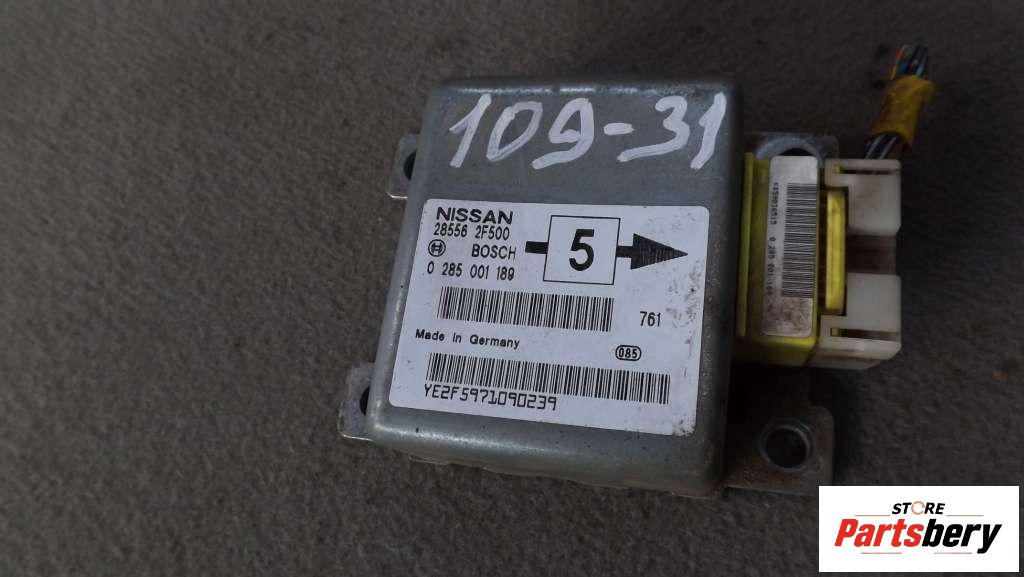 109-31
NISSAN
28556 2F500
BOSCH
0 285 001 189
5
761
Made in Germany
085
YE2F5971090239
STORE
Partsbery